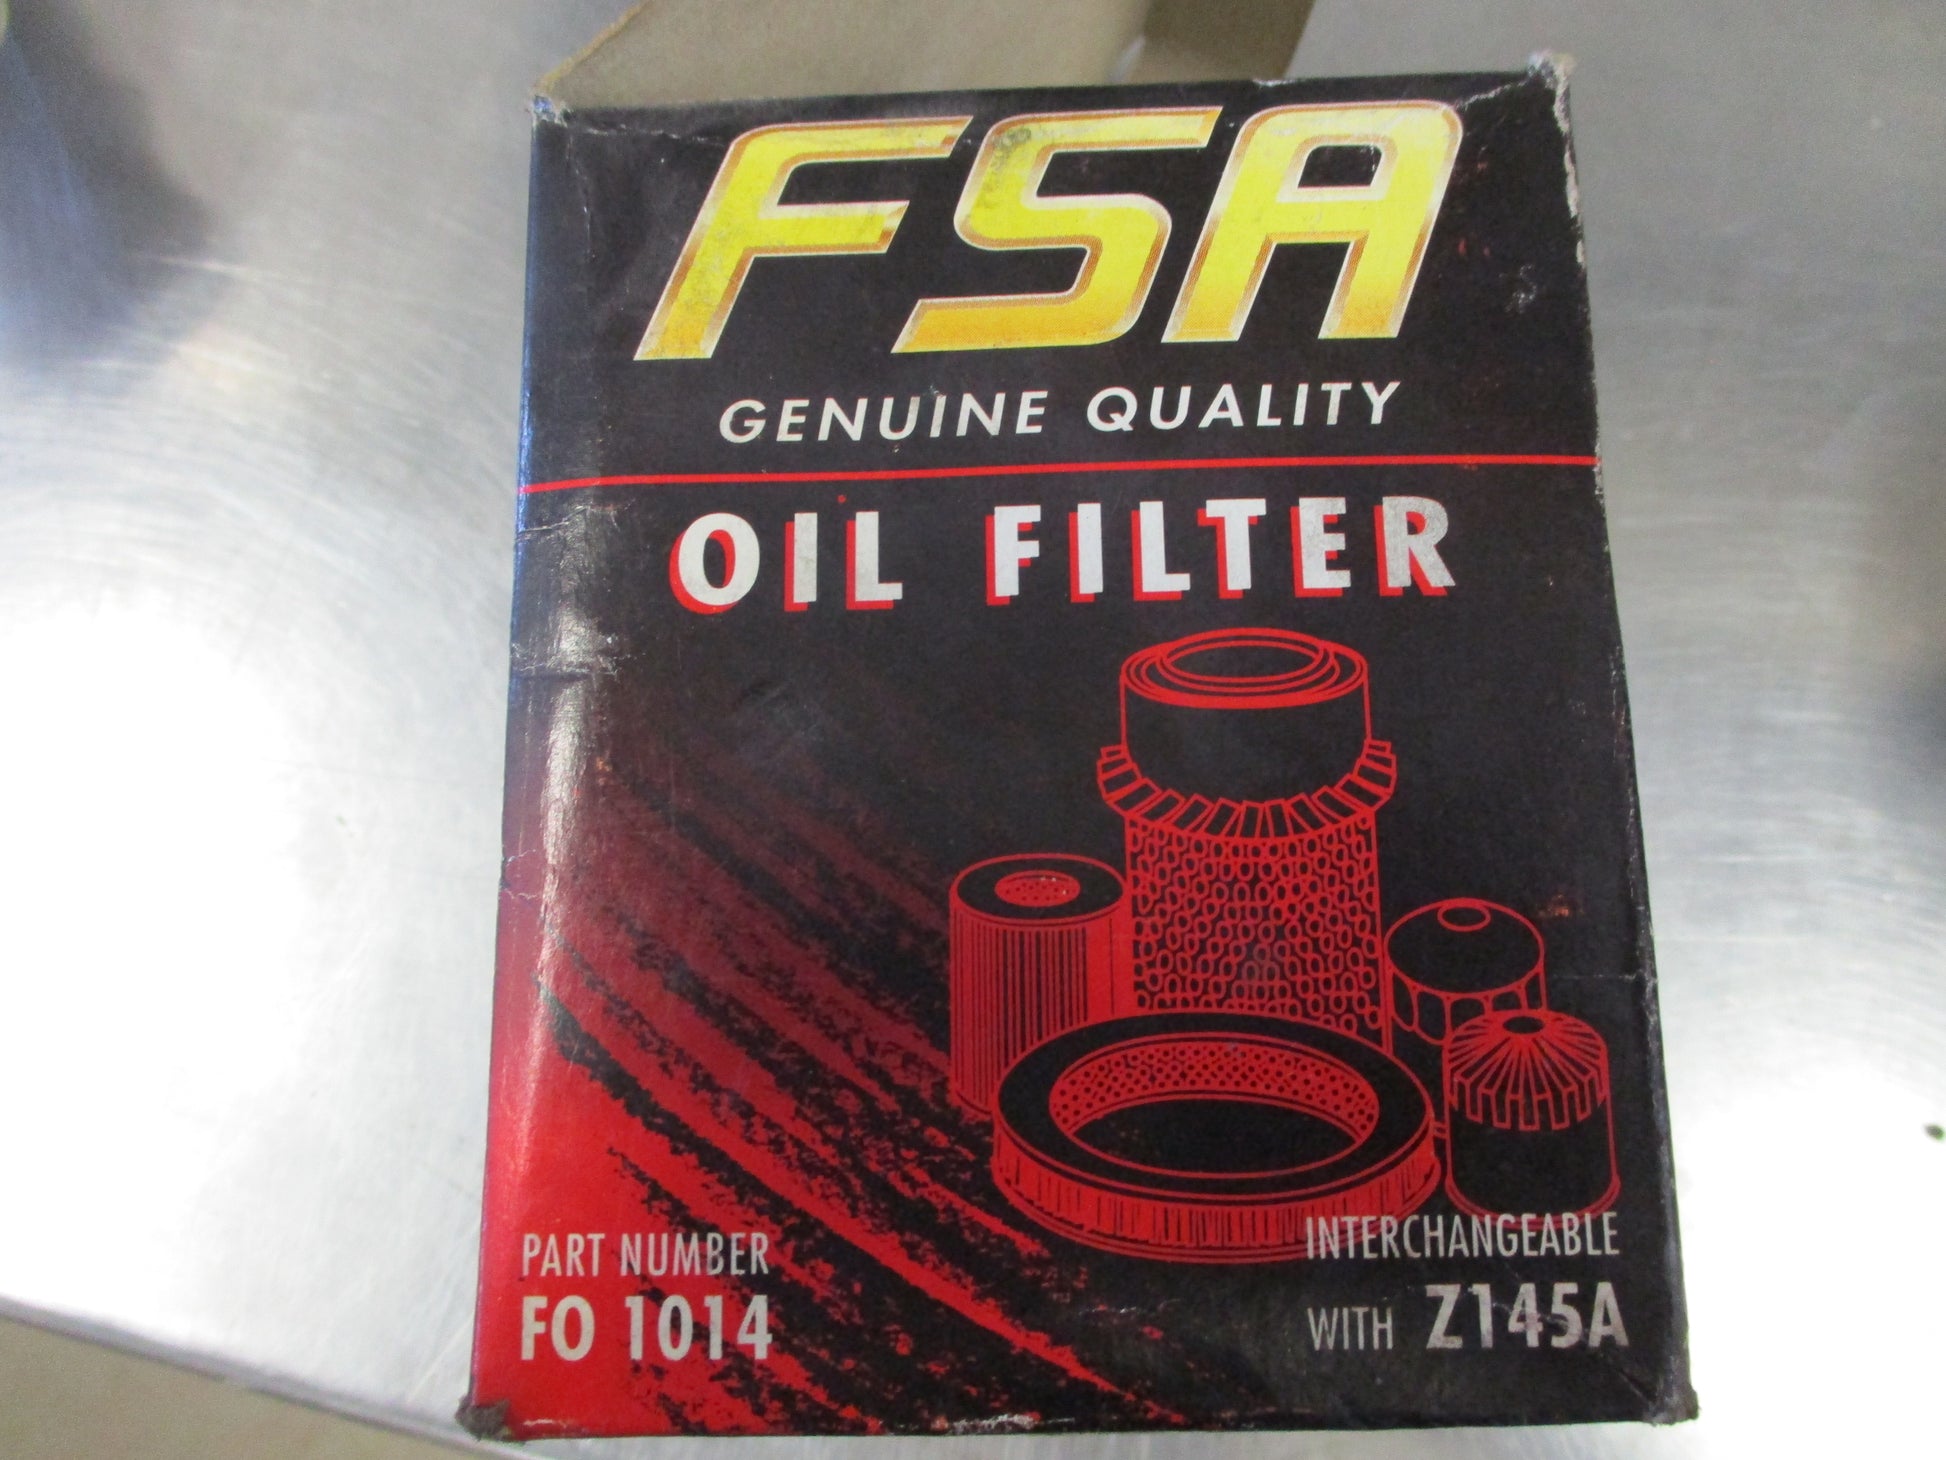 FSA
GENUINE QUALITY
OIL FILTER
PART NUMBER
FO 1014
INTERCHANGEABLE
WITH Z145A